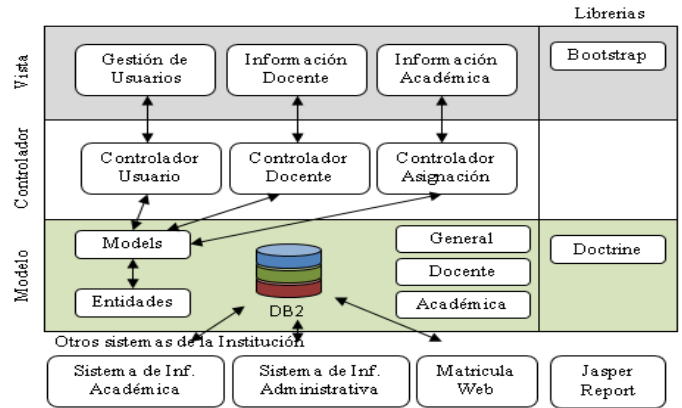 Librerias
Vista
Gestión de
Usuarios
Información
Docente
Información
Académica
Bootstrap
Controlador
Controlador
Usuario
Controlador
Docente
Controlador
Asignación
Modelo
Models
Entidades
DB2
General
Docente
Académica
Doctrine
Otros sistemas de la Institución
Sistema de Inf.
Académica
Sistema de Inf.
Administrativa
Matricula
Web
Jasper
Report